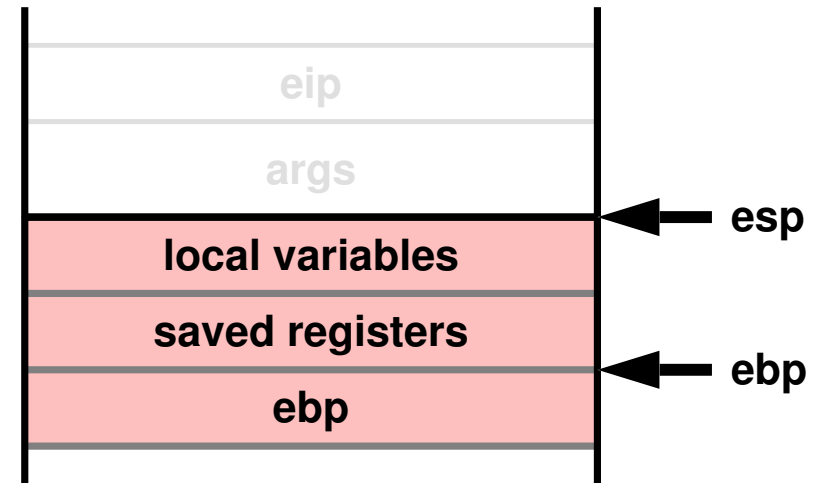 eip
args
esp
local variables
saved registers
ebp
ebp